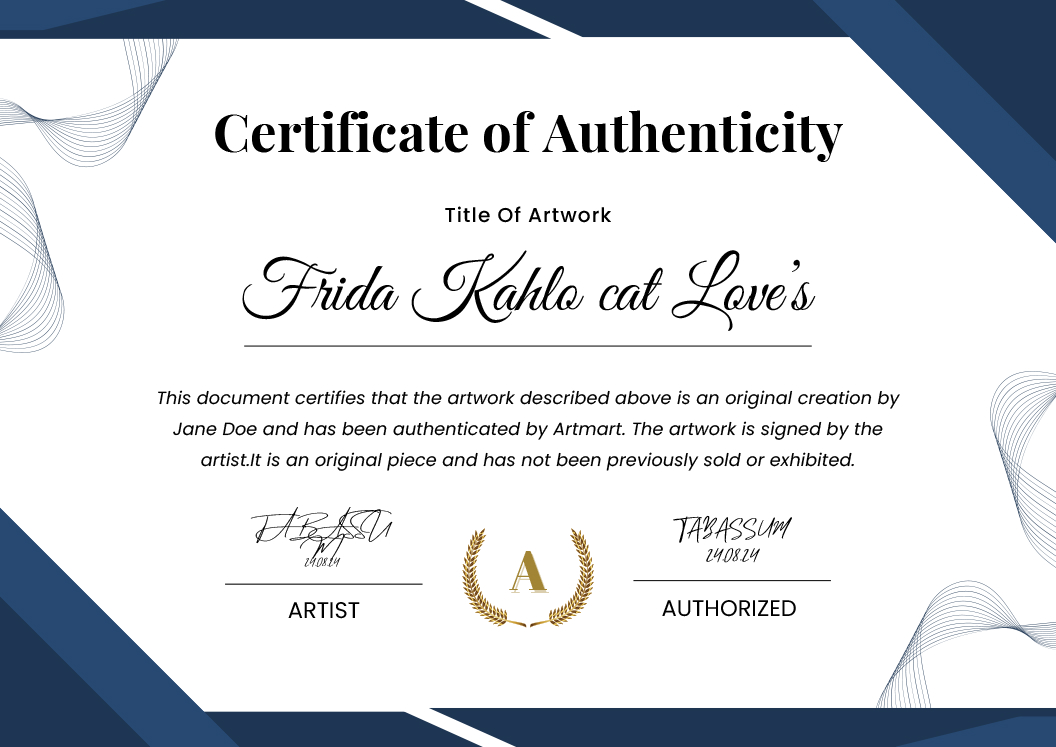 Certificate of Authenticity
Title Of Artwork
Frida Kahlo cat Love's
This document certifies that the artwork described above is an original creation by
Jane Doe and has been authenticated by Artmart. The artwork is signed by the
artist.It is an original piece and has not been previously sold or exhibited.
TABASSU
M
24.08.24
ARTIST
A
TABASSUM
24.08.24
AUTHORIZED